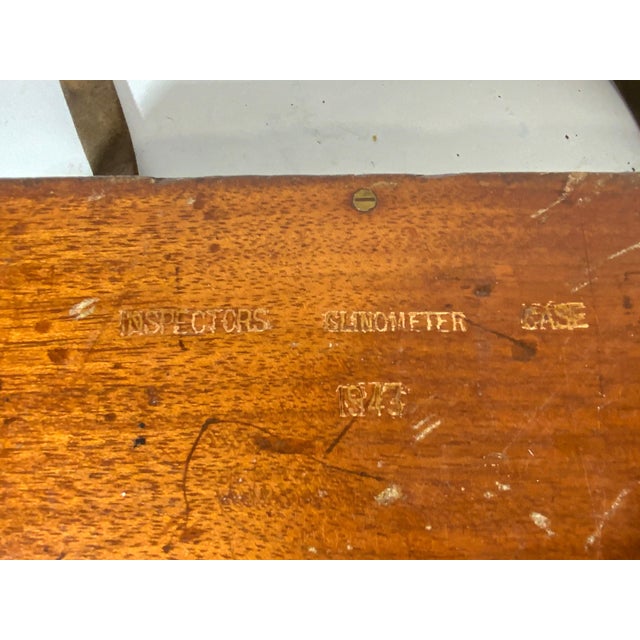 INSPECTORS CLINOMETER CASE
1943